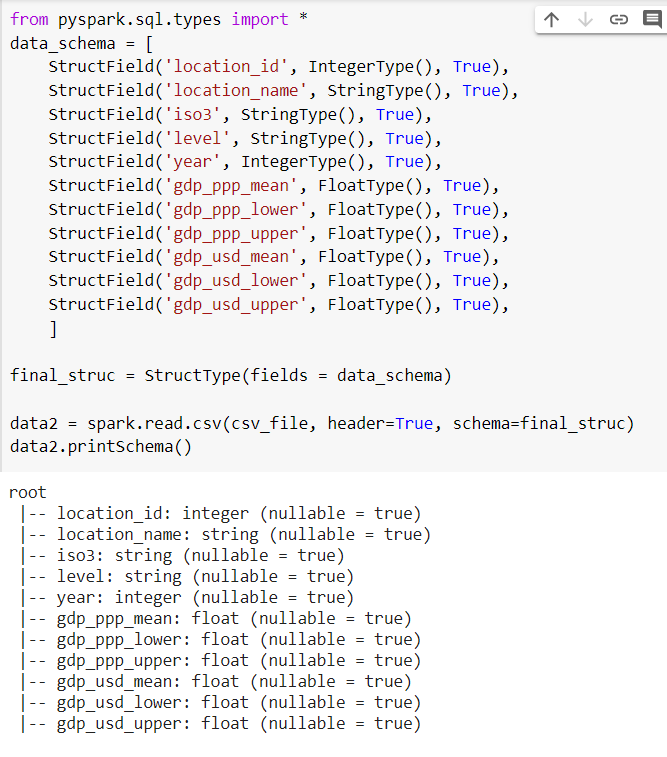 from pyspark.sql.types import *
data_schema = [
    StructField('location_id', IntegerType(), True),
    StructField('location_name', StringType(), True),
    StructField('iso3', StringType(), True),
    StructField('level', StringType(), True),
    StructField('year', IntegerType(), True),
    StructField('gdp_ppp_mean', FloatType(), True),
    StructField('gdp_ppp_lower', FloatType(), True),
    StructField('gdp_ppp_upper', FloatType(), True),
    StructField('gdp_usd_mean', FloatType(), True),
    StructField('gdp_usd_lower', FloatType(), True),
    StructField('gdp_usd_upper', FloatType(), True),
    ]
final_struc = StructType(fields = data_schema)
data2 = spark.read.csv(csv_file, header=True, schema=final_struc)
data2.printSchema()
root
 |-- location_id: integer (nullable = true)
 |-- location_name: string (nullable = true)
 |-- iso3: string (nullable = true)
 |-- level: string (nullable = true)
 |-- year: integer (nullable = true)
 |-- gdp_ppp_mean: float (nullable = true)
 |-- gdp_ppp_lower: float (nullable = true)
 |-- gdp_ppp_upper: float (nullable = true)
 |-- gdp_usd_mean: float (nullable = true)
 |-- gdp_usd_lower: float (nullable = true)
 |-- gdp_usd_upper: float (nullable = true)